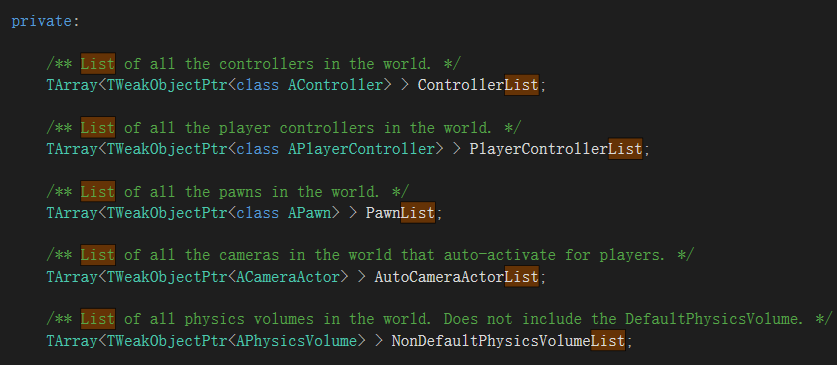 private:
/** List of all the controllers in the world. */
TArray<TWeakObjectPtr<class AController> > ControllerList;
/** List of all the player controllers in the world. */
TArray<TWeakObjectPtr<class APlayerController> > PlayerControllerList;
/** List of all the pawns in the world. */
TArray<TWeakObjectPtr<class APawn> > PawnList;
/** List of all the cameras in the world that auto-activate for players. */
TArray<TWeakObjectPtr<ACameraActor> > AutoCameraActorList;
/** List of all physics volumes in the world. Does not include the DefaultPhysicsVolume. */
TArray<TWeakObjectPtr<APhysicsVolume> > NonDefaultPhysicsVolumeList;